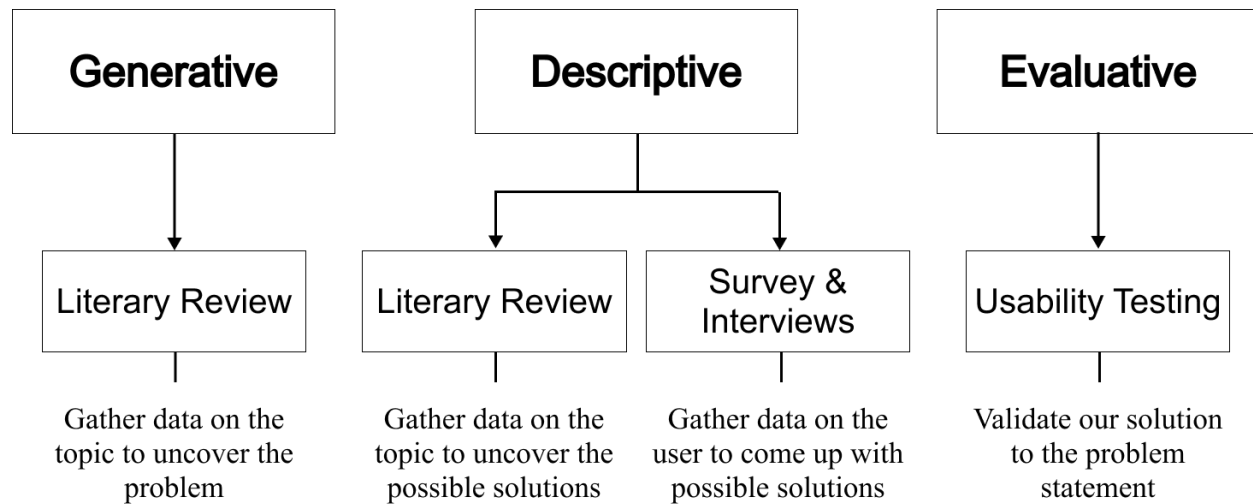 Generative
Descriptive
Evaluative
Literary Review
Literary Review
Survey &
Interviews
Usability Testing
Gather data on the
topic to uncover the
problem
Gather data on the
topic to uncover the
possible solutions
Gather data on the
user to come up with
possible solutions
Validate our solution
to the problem
statement